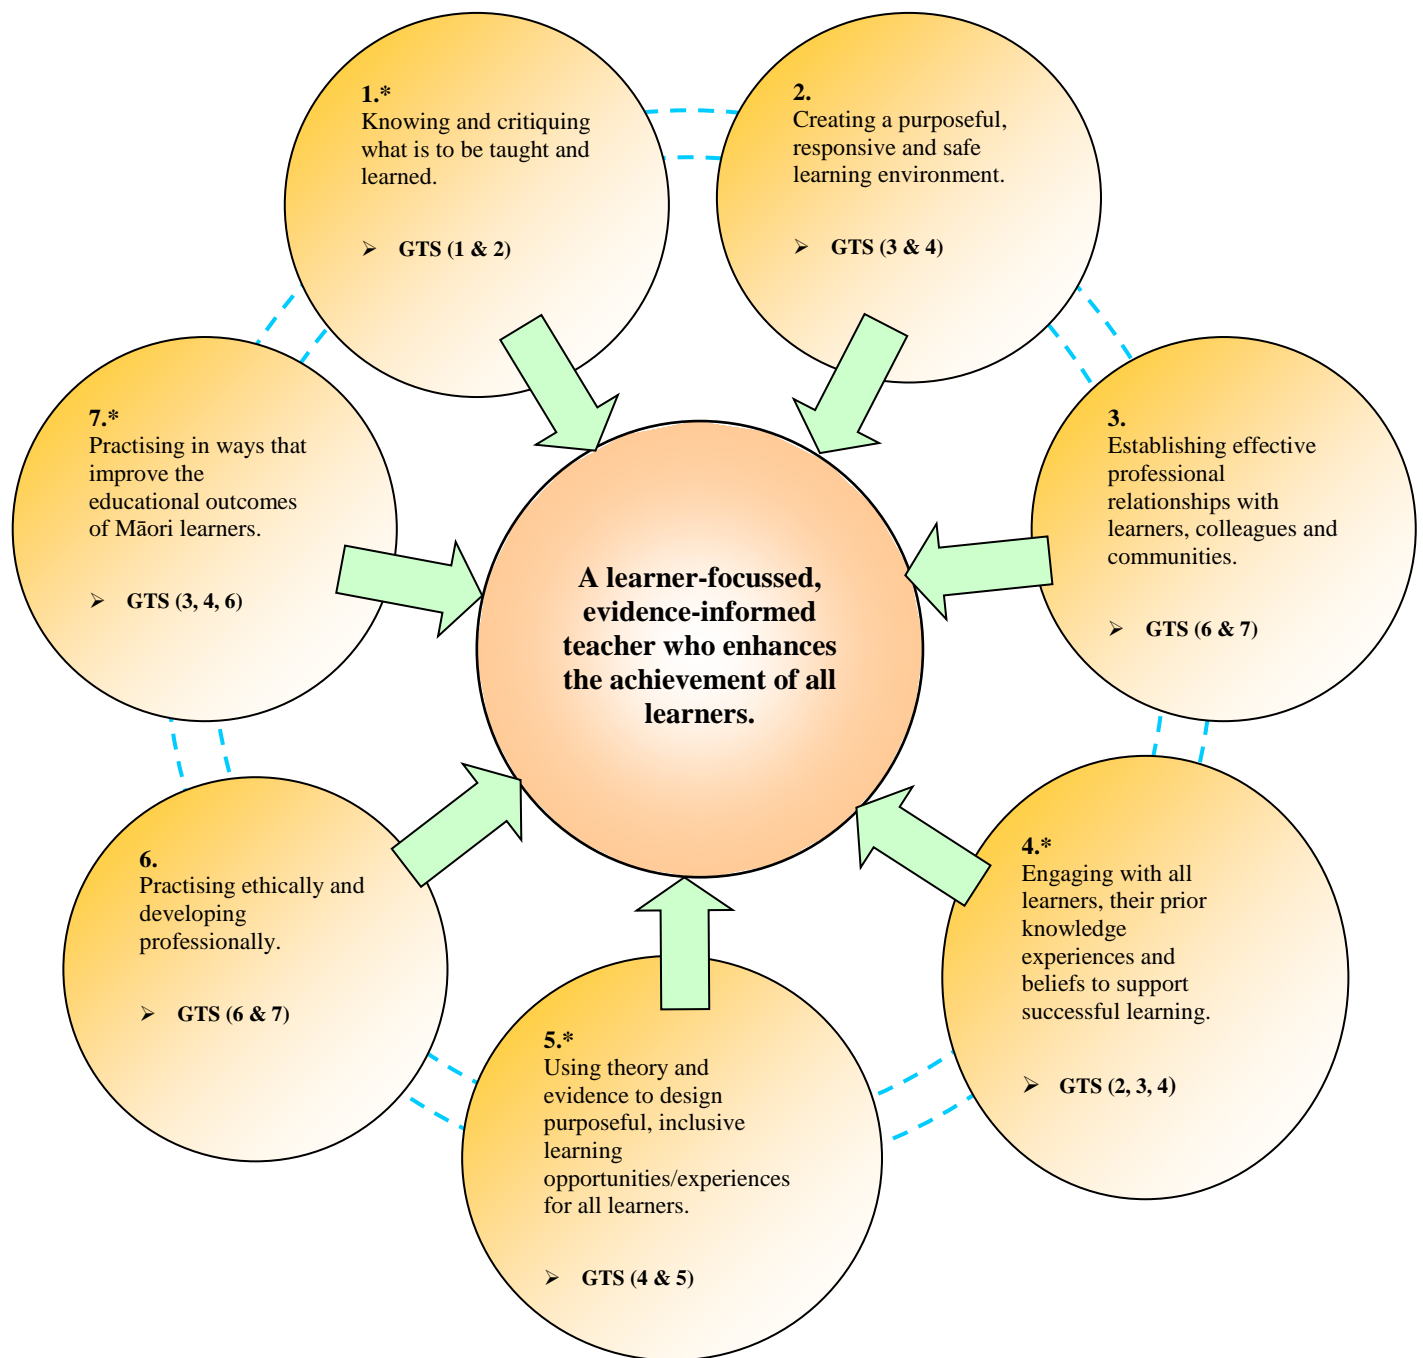 1.*
Knowing and critiquing
what is to be taught and
learned.
➢ GTS (1 & 2)
2.
Creating a purposeful,
responsive and safe
learning environment.
➢ GTS (3 & 4)
3.
Establishing effective
professional
relationships with
learners, colleagues and
communities.
➢ GTS (6 & 7)
4.*
Engaging with all
learners, their prior
knowledge
experiences and
beliefs to support
successful learning.
➢ GTS (2, 3, 4)
5.*
Using theory and
evidence to design
purposeful, inclusive
learning
opportunities/experiences
for all learners.
➢ GTS (4 & 5)
6.
Practising ethically and
developing
professionally.
➢ GTS (6 & 7)
7.*
Practising in ways that
improve the
educational outcomes
of Māori learners.
➢ GTS (3, 4, 6)
A learner-focussed,
evidence-informed
teacher who enhances
the achievement of all
learners.